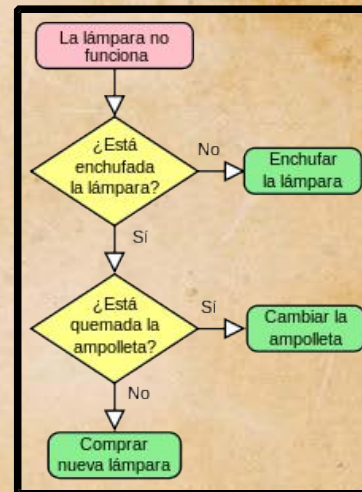 La lámpara no
funciona
¿Está
enchufada
la lámpara?
No
Enchufar
la lámpara
Sí
¿Está
quemada la
ampolleta?
Sí
Cambiar la
ampolleta
No
Comprar
nueva lámpara